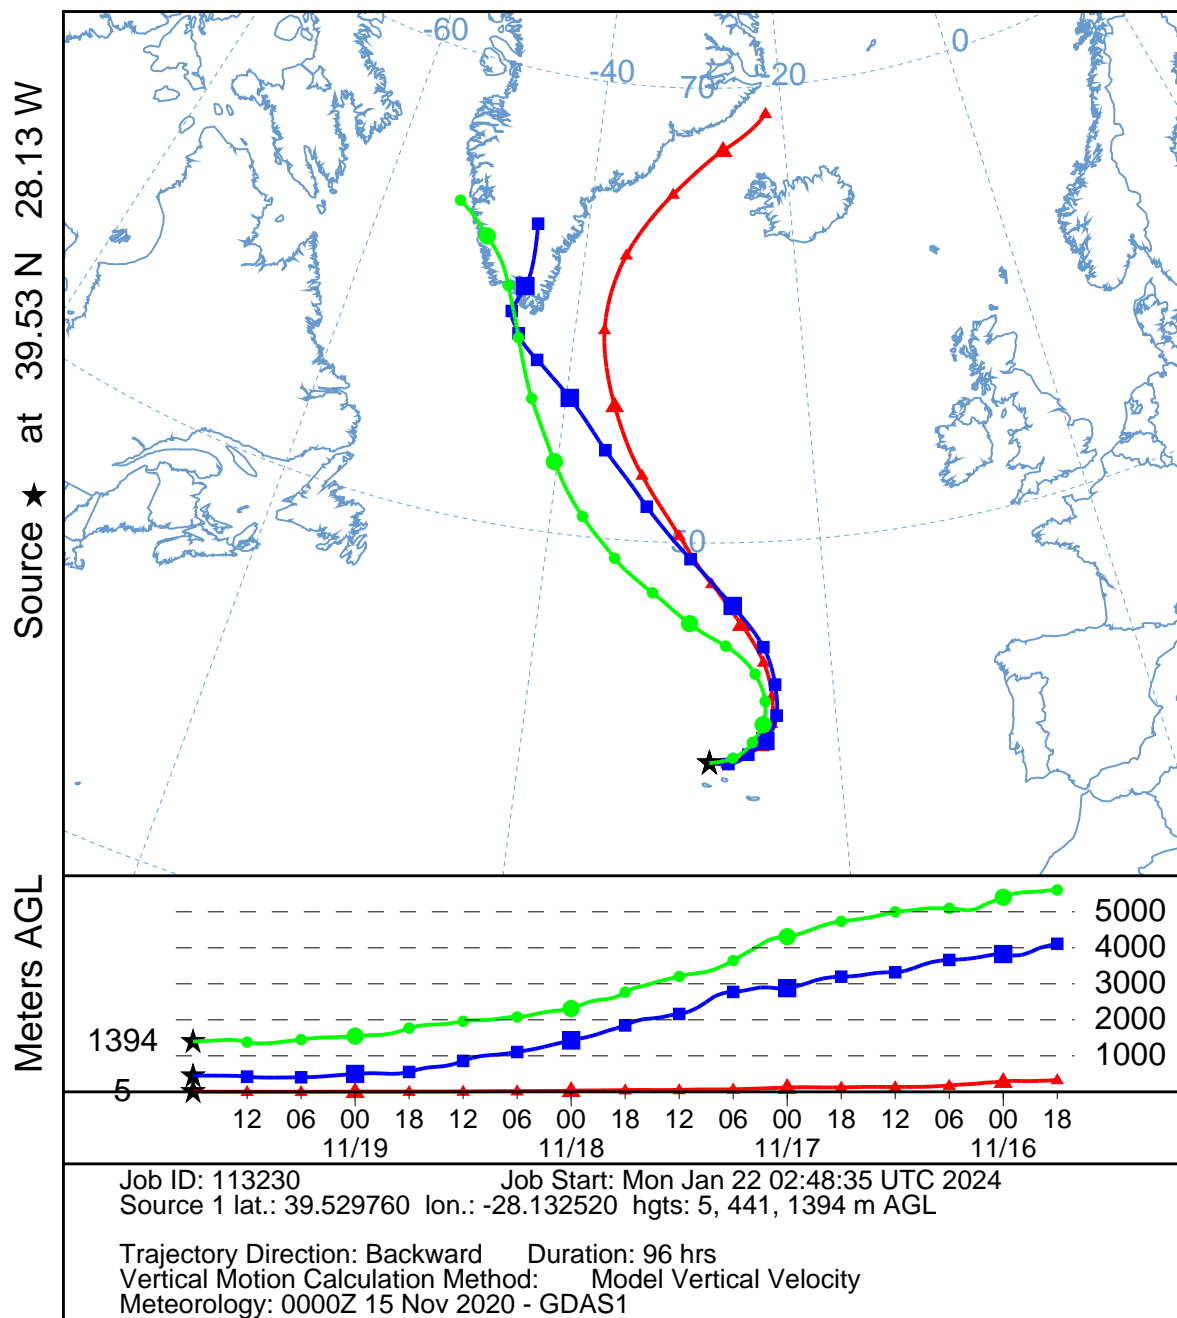 Source ★ at 39.53 N 28.13 W
-60
-40
70
-20
0
50
Meters AGL
5000
4000
3000
2000
1000
1394
5
12 06 00 18 12 06 00 18 12 06 00 18 12 06 00 18
11/19 11/18 11/17 11/16
Job ID: 113230 Job Start: Mon Jan 22 02:48:35 UTC 2024
Source 1 lat.: 39.529760 lon.: -28.132520 hgts: 5, 441, 1394 m AGL
Trajectory Direction: Backward Duration: 96 hrs
Vertical Motion Calculation Method: Model Vertical Velocity
Meteorology: 0000Z 15 Nov 2020 - GDAS1